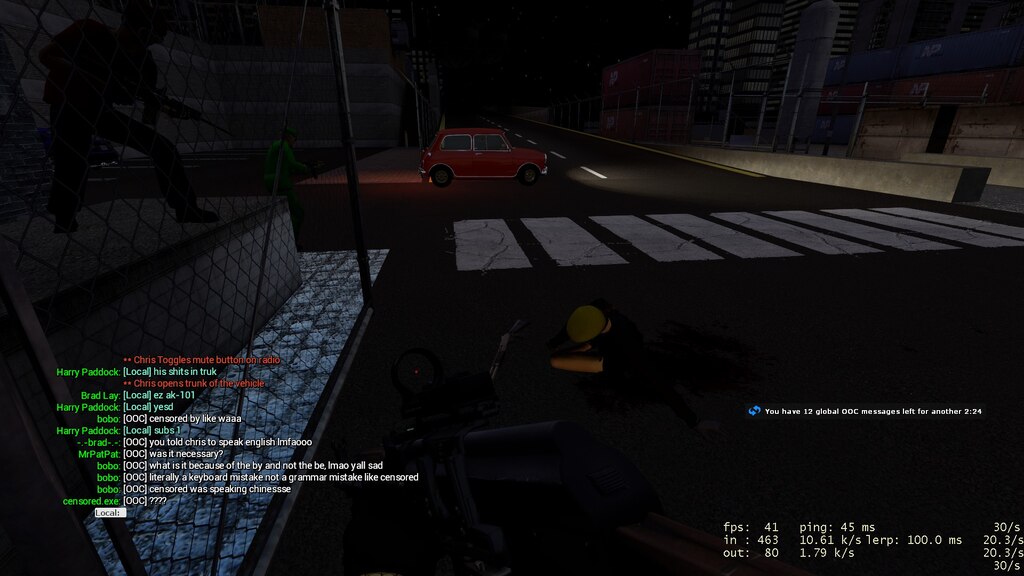 ** Chris Toggles mute button on radio
Harry Paddock: [Local] his shits in truk
** Chris opens trunk of the vehicle
Brad Lay: [Local] ez ak-101
Harry Paddock: [Local] yesd
bobo: [OOC] censored by like waaa
Harry Paddock: [Local] subs 1
-.-brad-.-: [OOC] you told chris to speak english lmfaooo
MrPatPat: [OOC] was it necessary?
bobo: [OOC] what is it because of the by and not the be, lmao yall sad
bobo: [OOC] literally a keyboard mistake not a grammar mistake like censored
bobo: [OOC] censored was speaking chinessse
censored.exe: [OOC] ????
Local:
You have 12 global OOC messages left for another 2:24
fps: 41 ping: 45 ms 30/s
in : 463 10.61 k/s lerp: 100.0 ms 20.3/s
out: 80 1.79 k/s 20.3/s
30/s